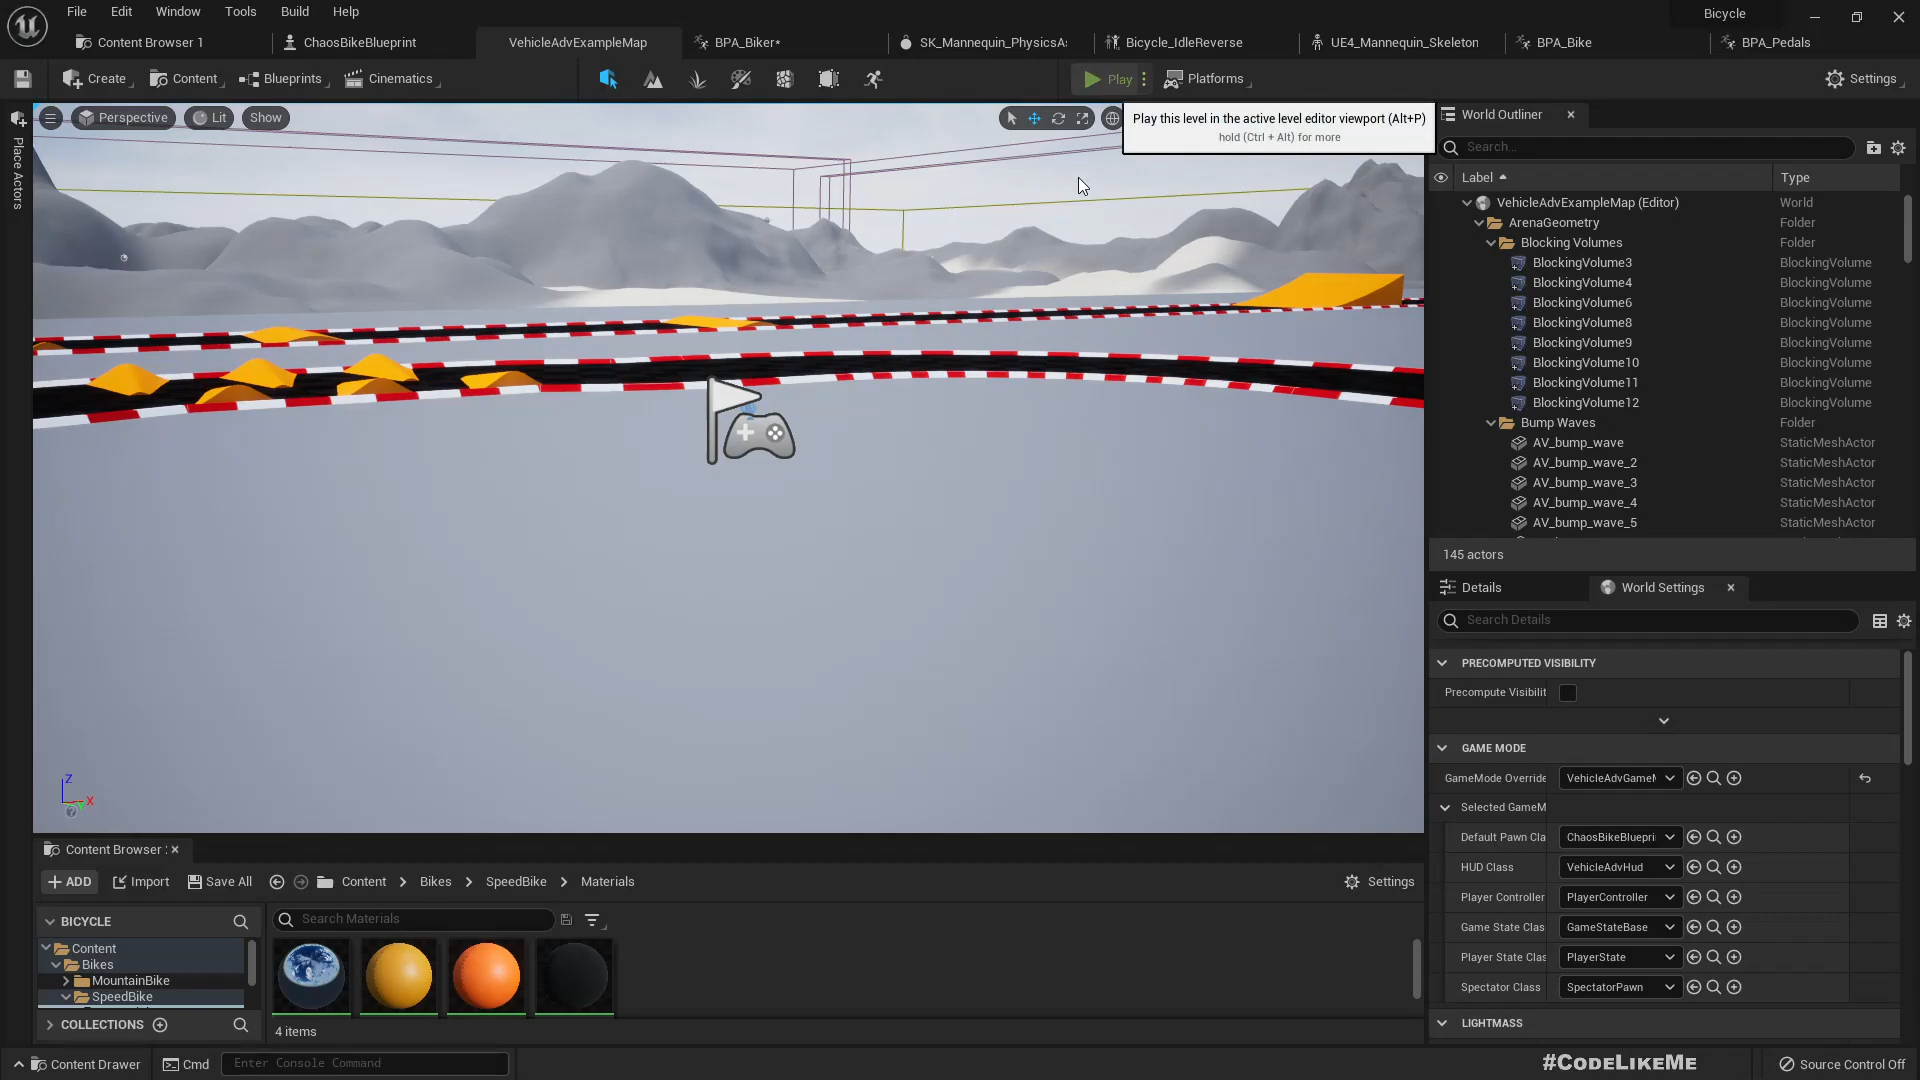 File Edit Window Tools Build Help Bicycle
Content Browser 1 ChaosBikeBlueprint VehicleAdvExampleMap BPA_Biker* SK_Mannequin_PhysicsAs Bicycle_IdleReverse UE4_Mannequin_Skeleton BPA_Bike BPA_Pedals
Create Content Blueprints Cinematics Play Platforms Settings
Perspective Lit Show
Play this level in the active level editor viewport (Alt+P)
hold (Ctrl + Alt) for more
Place Actors
World Outliner
Search...
Label Type
VehicleAdvExampleMap (Editor) World
ArenaGeometry Folder
Blocking Volumes Folder
BlockingVolume3 BlockingVolume
BlockingVolume4 BlockingVolume
BlockingVolume6 BlockingVolume
BlockingVolume8 BlockingVolume
BlockingVolume9 BlockingVolume
BlockingVolume10 BlockingVolume
BlockingVolume11 BlockingVolume
BlockingVolume12 BlockingVolume
Bump Waves Folder
AV_bump_wave StaticMeshActor
AV_bump_wave_2 StaticMeshActor
AV_bump_wave_3 StaticMeshActor
AV_bump_wave_4 StaticMeshActor
AV_bump_wave_5 StaticMeshActor
145 actors
Details World Settings
Search Details
PRECOMPUTED VISIBILITY
Precompute Visibilit
GAME MODE
GameMode Override VehicleAdvGameM
Selected GameM
Default Pawn Cla ChaosBikeBluepri
HUD Class VehicleAdvHud
Player Controller PlayerController
Game State Class GameStateBase
Player State Clas PlayerState
Spectator Class SpectatorPawn
LIGHTMASS
Z
X
Content Browser
ADD Import Save All Content Bikes SpeedBike Materials Settings
BICYCLE
Search Materials
Content
Bikes
MountainBike
SpeedBike
COLLECTIONS
4 items
Content Drawer Cmd Enter Console Command
#CODELIKEME
Source Control Off